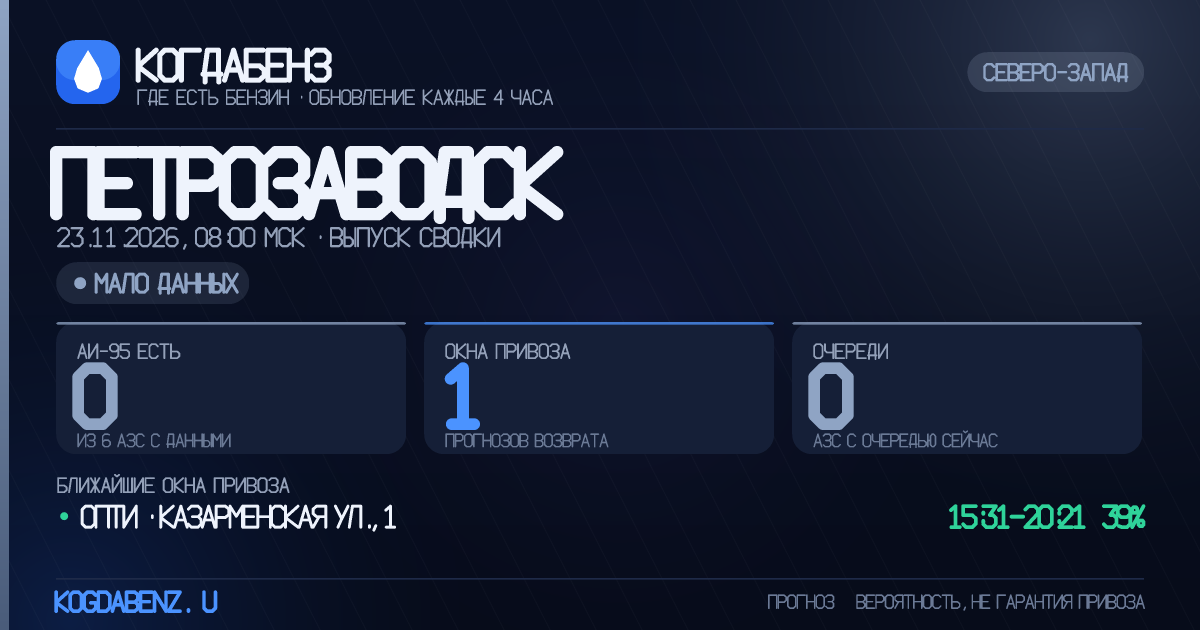 КОГДАБЕНЗ
ГДЕ ЕСТЬ БЕНЗИН · ОБНОВЛЕНИЕ КАЖДЫЕ 4 ЧАСА
СЕВЕРО-ЗАПАД
ПЕТРОЗАВОДСК
23.11.2026, 08:00 МСК · ВЫПУСК СВОДКИ
МАЛО ДАННЫХ
АИ-95 ЕСТЬ
0
ИЗ 6 АЗС С ДАННЫМИ
ОКНА ПРИВОЗА
1
ПРОГНОЗОВ ВОЗВРАТА
ОЧЕРЕДИ
0
АЗС С ОЧЕРЕДЬЮ СЕЙЧАС
БЛИЖАЙШИЕ ОКНА ПРИВОЗА
• ОПТИ · КАЗАРМЕНСКАЯ УЛ., 1
15:31-20:21 39%
KOGDABENZ. U
ПРОГНОЗ ВЕРОЯТНОСТЬ, НЕ ГАРАНТИЯ ПРИВОЗА